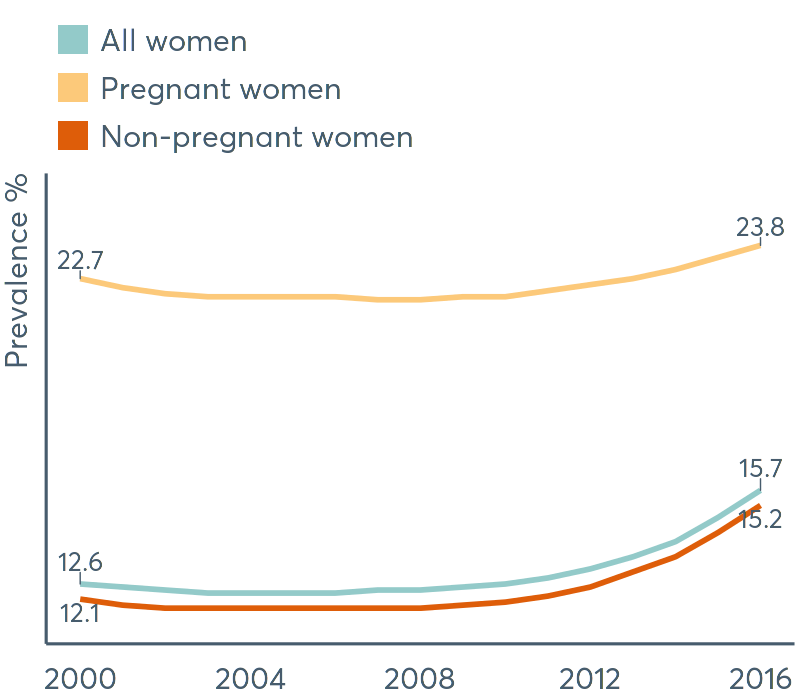 All women
Pregnant women
Non-pregnant women
Prevalence %
22.7
23.8
15.7
15.2
12.6
12.1
2000 2004 2008 2012 2016